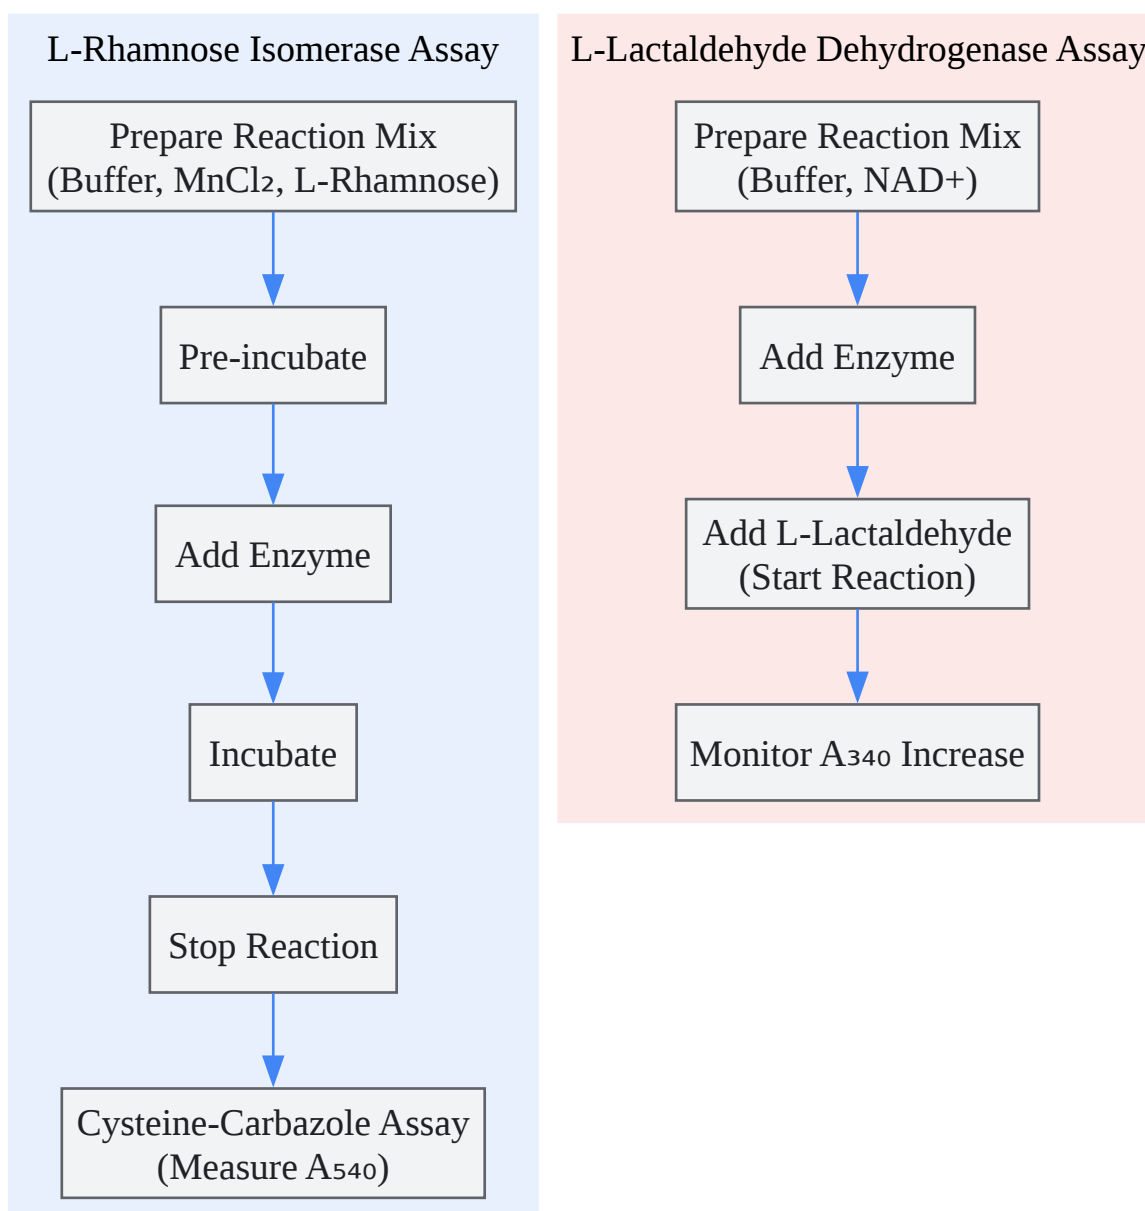 L-Rhamnose Isomerase Assay
Prepare Reaction Mix
(Buffer, MnCl₂, L-Rhamnose)
Pre-incubate
Add Enzyme
Incubate
Stop Reaction
Cysteine-Carbazole Assay
(Measure A₅₄₀)
L-Lactaldehyde Dehydrogenase Assay
Prepare Reaction Mix
(Buffer, NAD+)
Add Enzyme
Add L-Lactaldehyde
(Start Reaction)
Monitor A₃₄₀ Increase